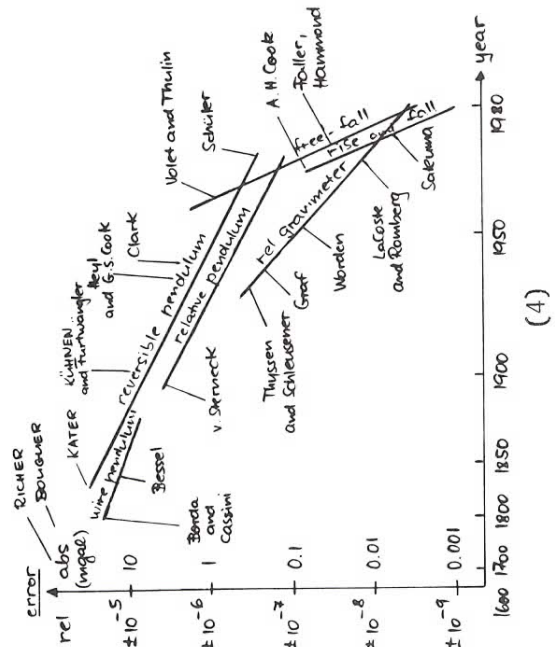 error
rel
abs
(mgal)
± 10⁻⁵
± 10⁻⁶
± 10⁻⁷
± 10⁻⁸
± 10⁻⁹
10
1
0.1
0.01
0.001
1600
1700
1800
1850
1900
1950
1980
year
RICHER
BOUGUER
KATER
wire pendulum
Borda
and
Cassini
Bessel
KÜHNEN
and Furtwängler
Heyl
and G.S. Cook
Clark
reversible pendulum
relative pendulum
v. Sterneck
Schüler
Volet and Thulin
Thyssen
and Schleusener
Graf
rel gravimeter
Worden
LaCoste
and Romberg
free-fall
rise and fall
A.H. Cook
Faller,
Hammond
Sakuma
(4)